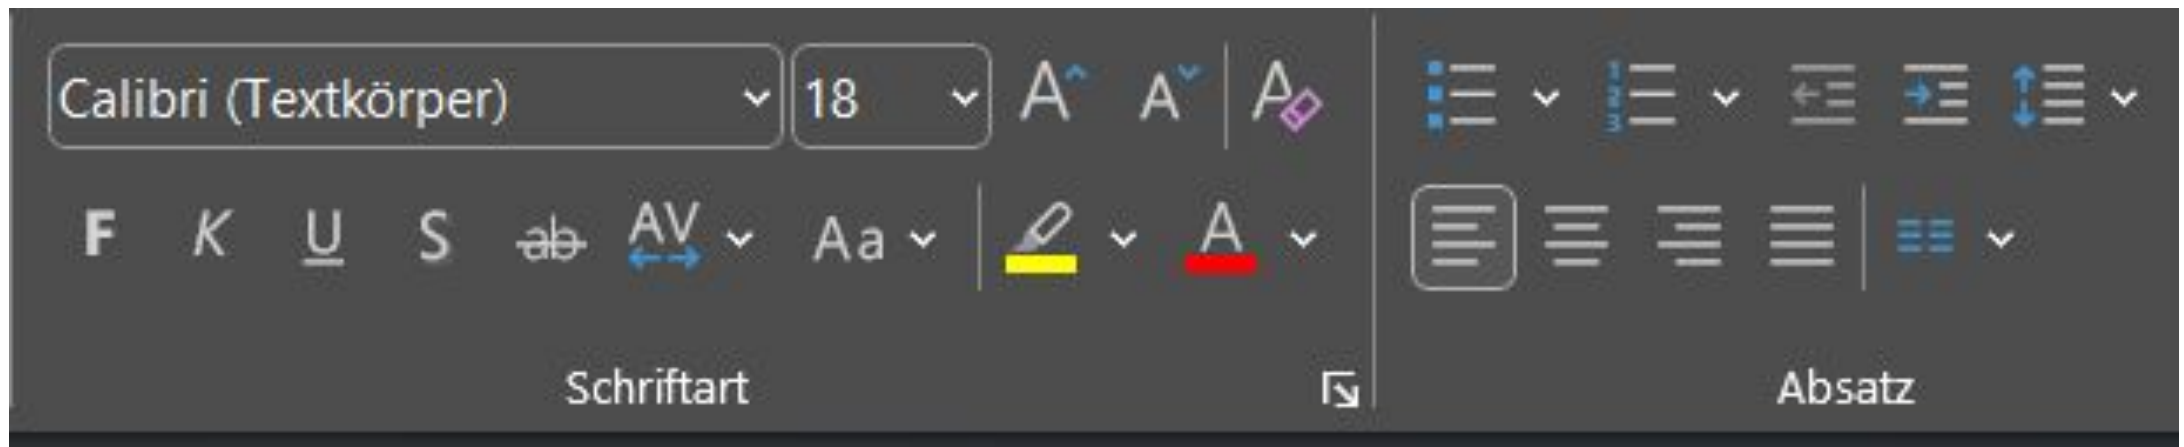 Calibri (Textkörper) 18 A A A
F K U S ab AV Aa A
Schriftart Absatz